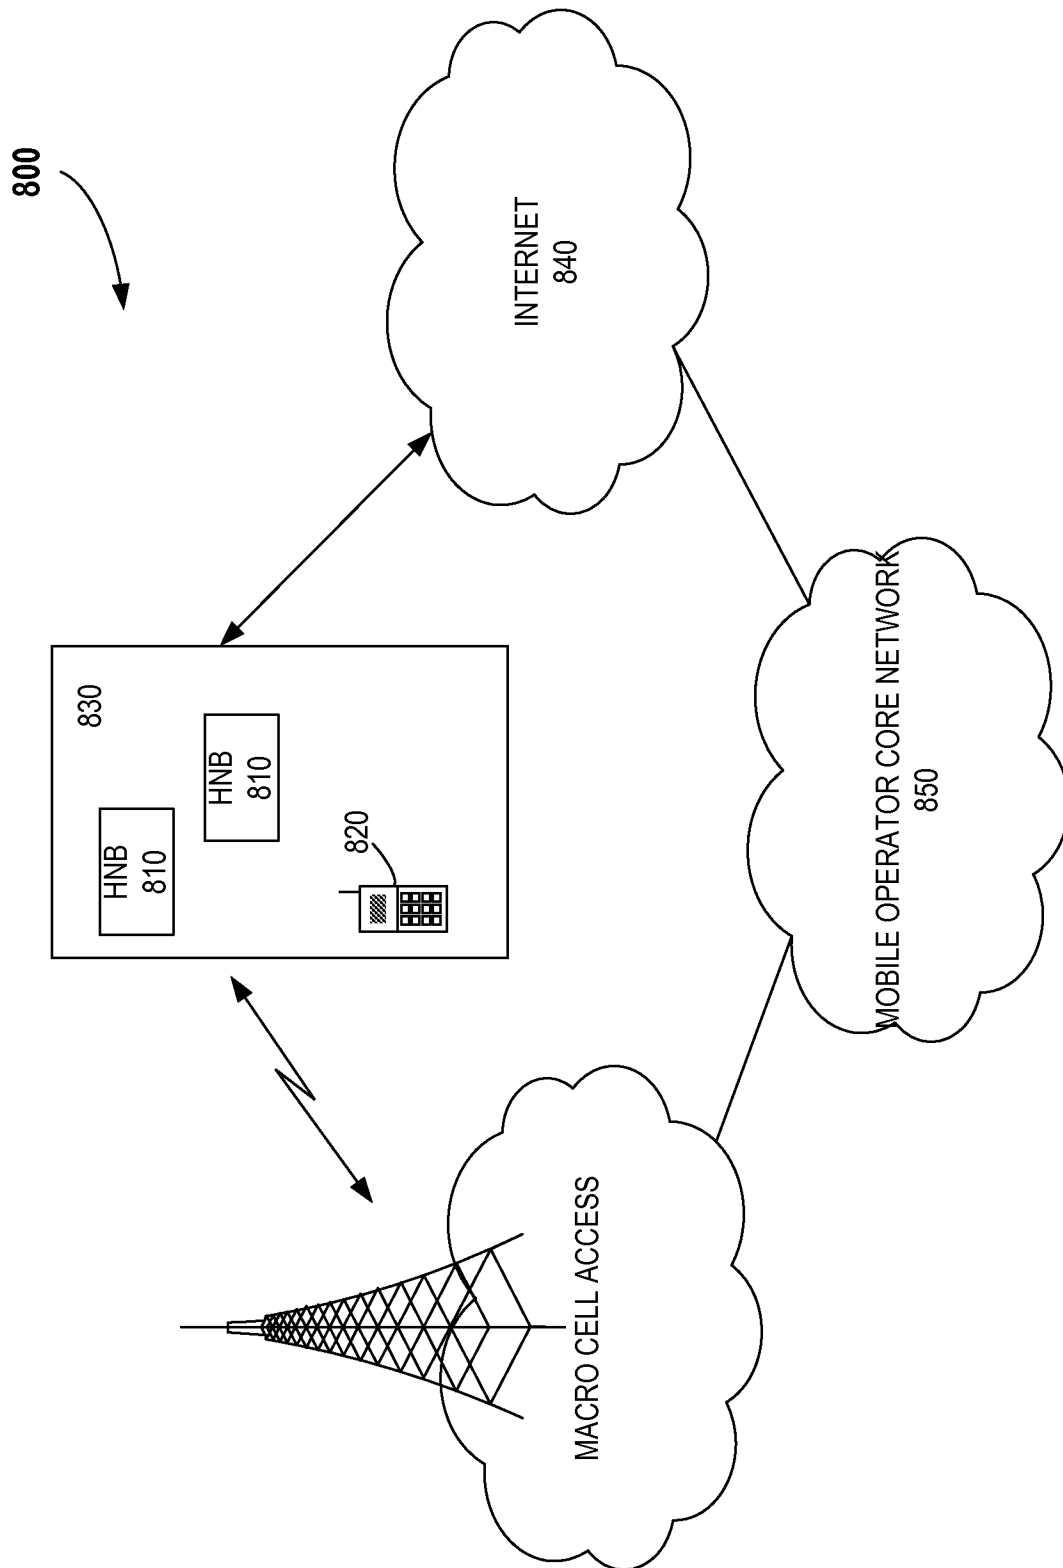 800
830
HNB
810
HNB
810
820
INTERNET
840
MACRO CELL ACCESS
MOBILE OPERATOR CORE NETWORK
850